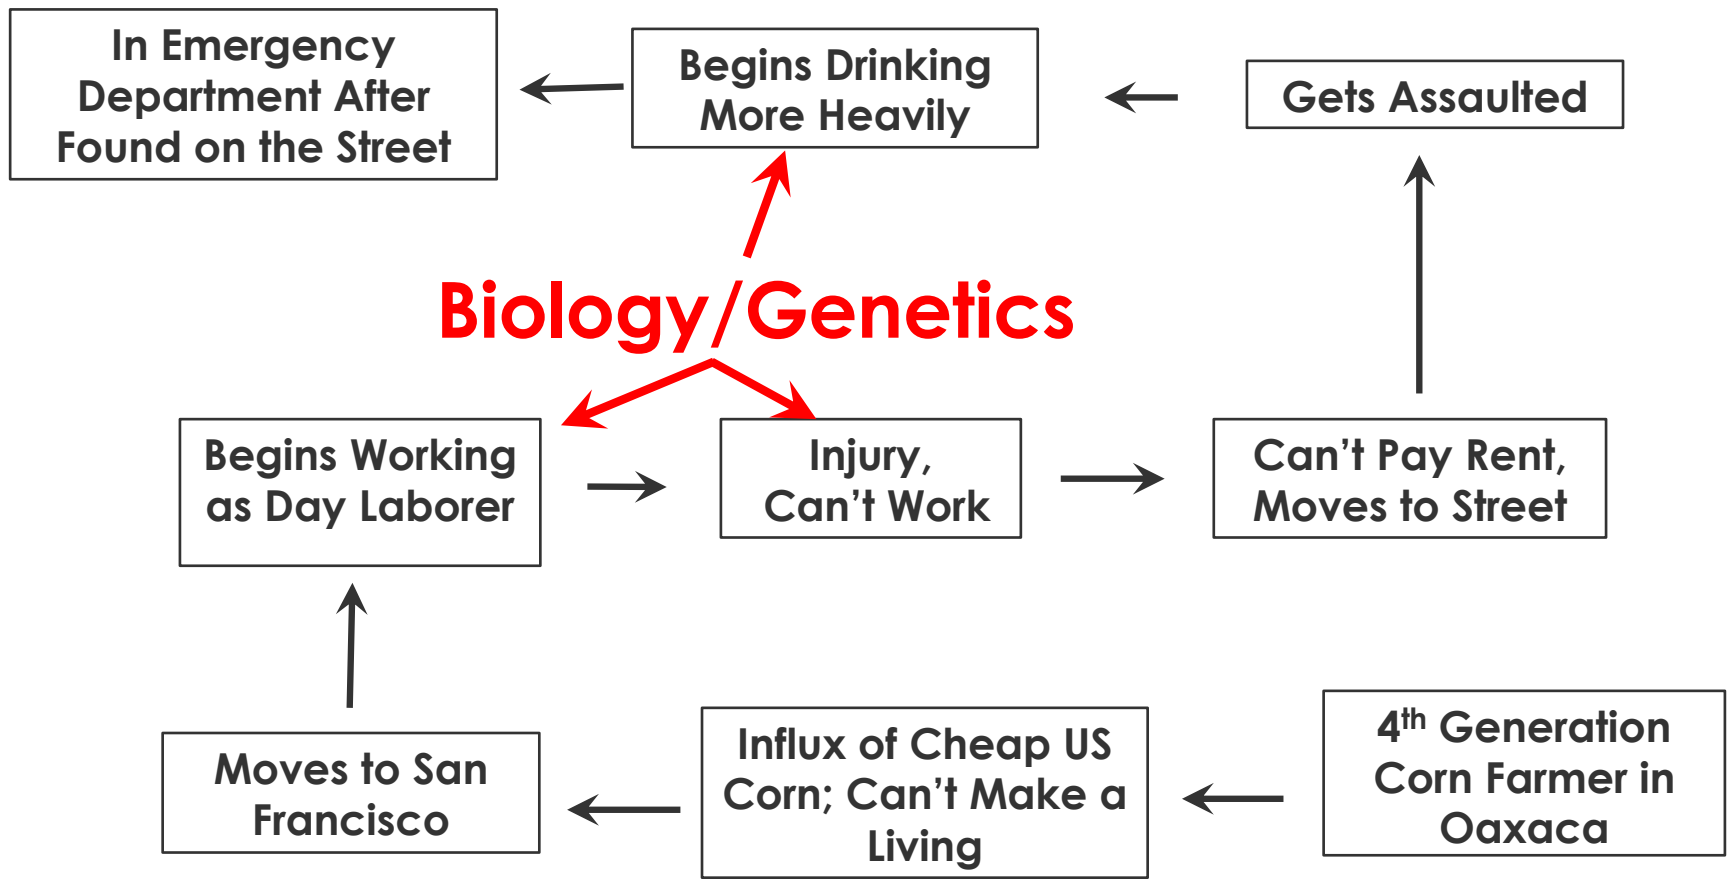 In Emergency
Department After
Found on the Street
Begins Drinking
More Heavily
Gets Assaulted
Biology/Genetics
Begins Working
as Day Laborer
Injury,
Can’t Work
Can’t Pay Rent,
Moves to Street
Moves to San
Francisco
Influx of Cheap US
Corn; Can’t Make a
Living
4th Generation
Corn Farmer in
Oaxaca